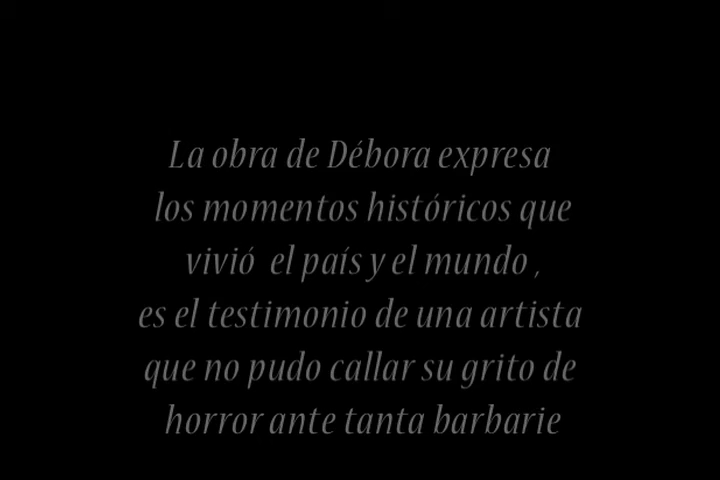 La obra de Débora expresa
los momentos históricos que
vivió el país y el mundo ,
es el testimonio de una artista
que no pudo callar su grito de
horror ante tanta barbarie